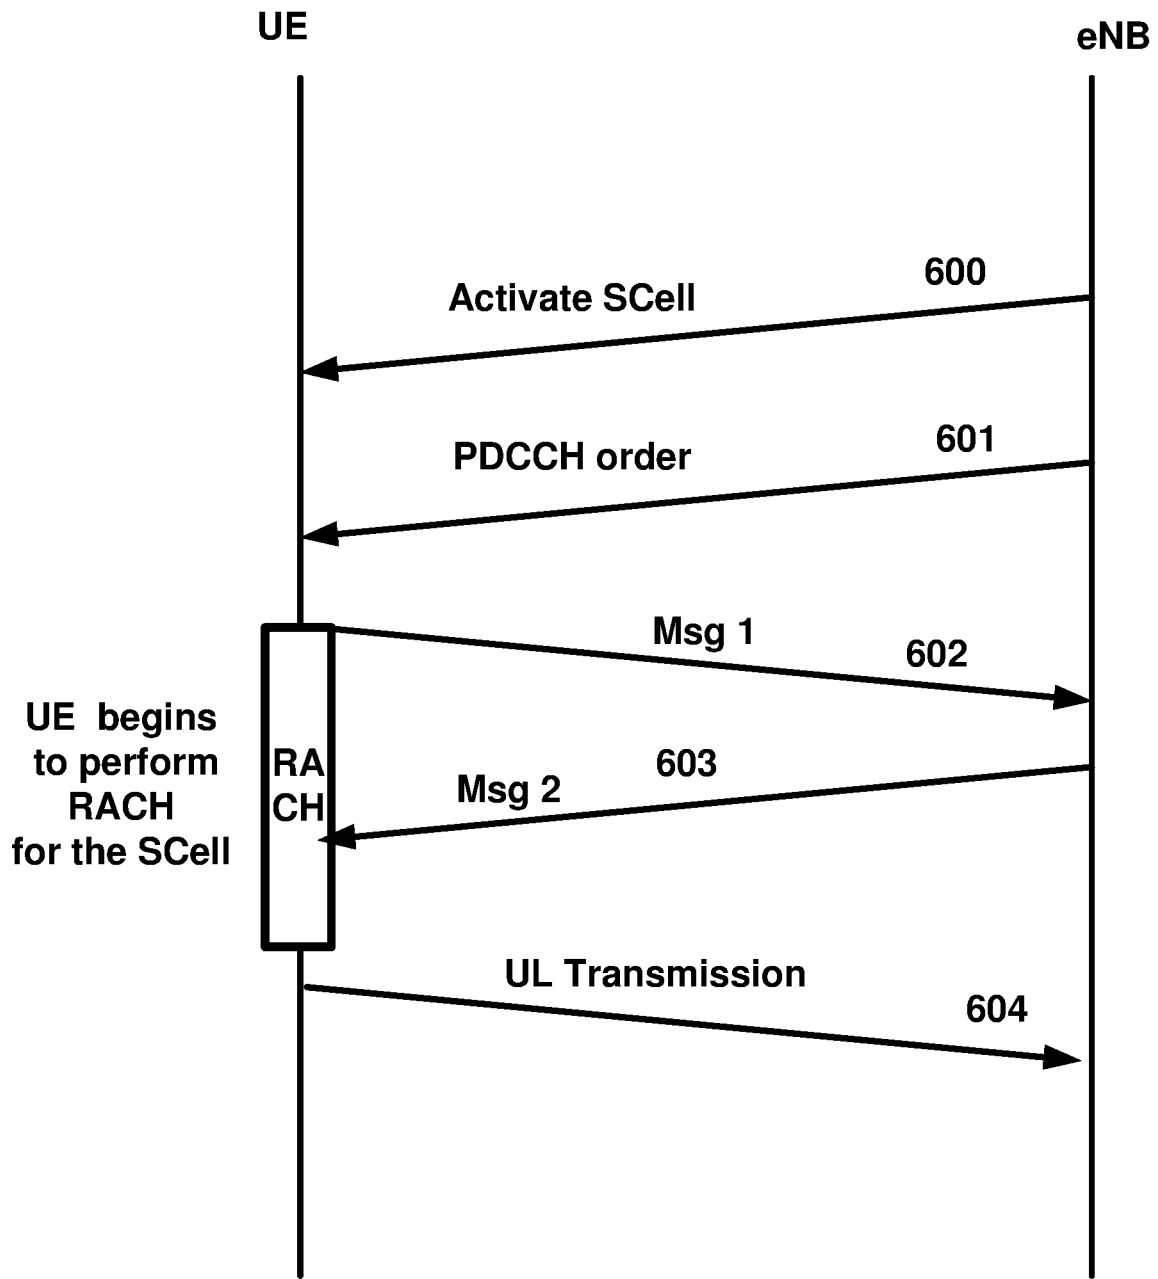 UE
eNB
600
Activate SCell
601
PDCCH order
Msg 1
602
UE begins
to perform
RACH
for the SCell
RA
CH
603
Msg 2
UL Transmission
604